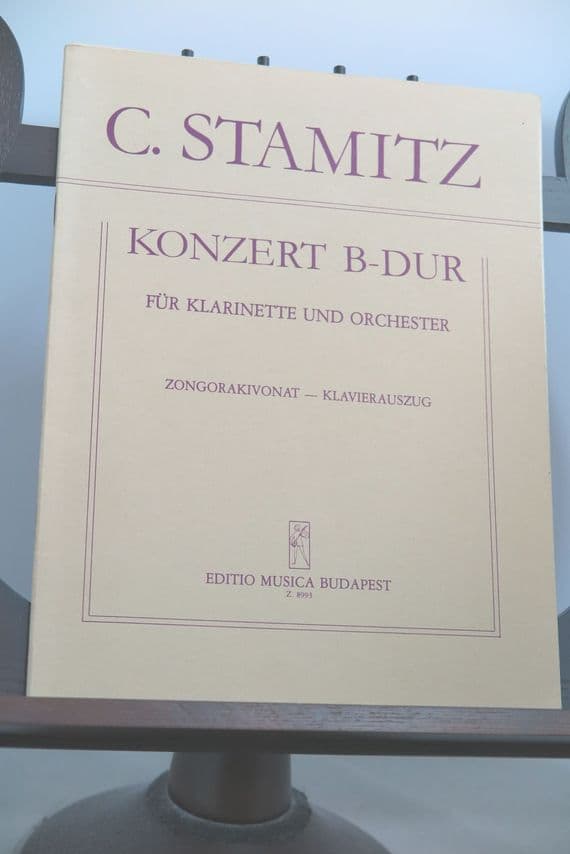 C. STAMITZ
KONZERT B-DUR
FÜR KLARINETTE UND ORCHESTER
ZONGORAKIVONAT — KLAVIERAUSZUG
EDITIO MUSICA BUDAPEST
Z. 8993